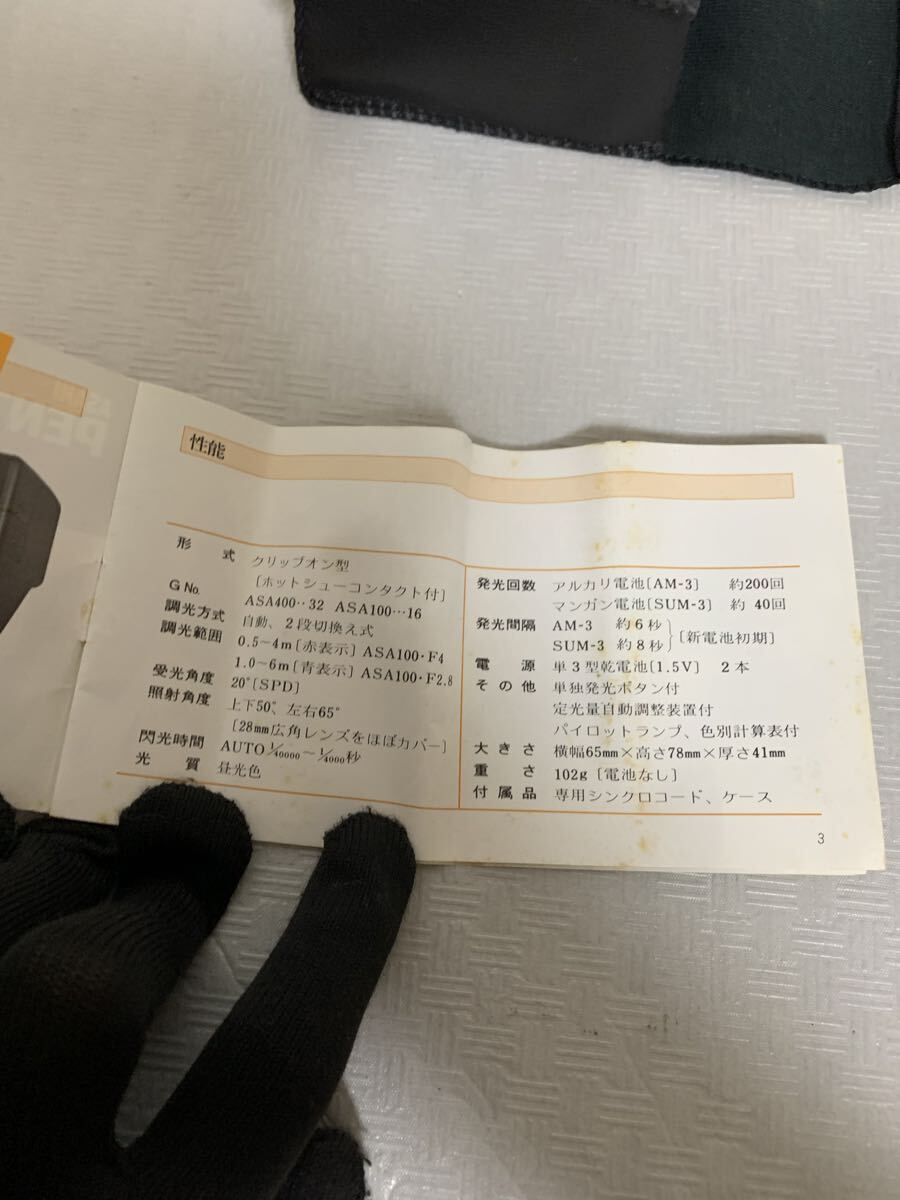 PEN
性能
形式 クリップオン型
[ホットシューコンタクト付]
G No. ASA400‥32 ASA100…16
調光方式 自動、2段切換え式
調光範囲 0.5~4m[赤表示] ASA100·F4
1.0~6m[青表示] ASA100·F2.8
受光角度 20°[SPD]
照射角度 上下50° 左右65°
[28mm広角レンズをほぼカバー]
閃光時間 AUTO 1/40000~1/4000秒
光質 昼光色
発光回数 アルカリ電池[AM-3] 約200回
マンガン電池[SUM-3] 約 40回
発光間隔 AM-3 約6秒
SUM-3 約8秒 [新電池初期]
電源 単3型乾電池[1.5V] 2本
その他 単独発光ボタン付
定光量自動調整装置付
パイロットランプ、色別計算表付
大きさ 横幅65mm×高さ78mm×厚さ41mm
重さ 102g[電池なし]
付属品 専用シンクロコード、ケース
3